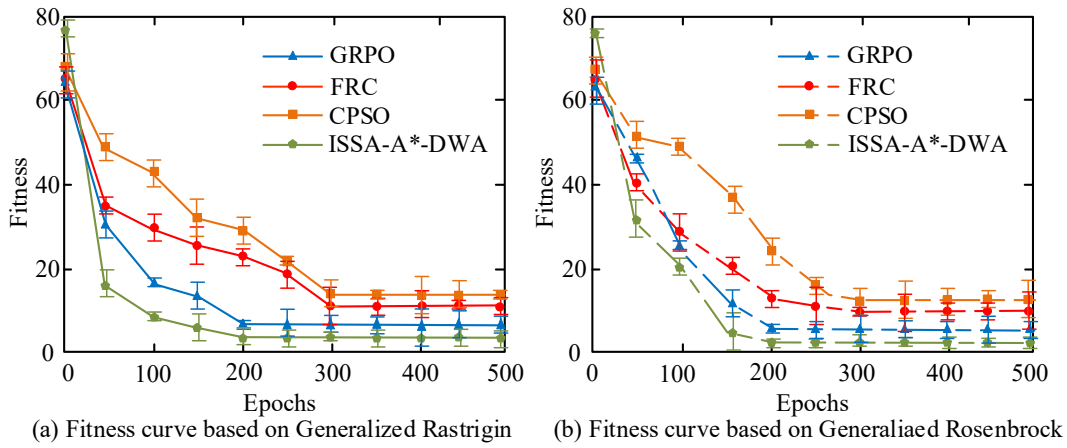 80
60
40
20
0
Fitness
GRPO
FRC
CPSO
ISSA-A*-DWA
0 100 200 300 400 500
Epochs
(a) Fitness curve based on Generalized Rastrigin
80
60
40
20
0
Fitness
GRPO
FRC
CPSO
ISSA-A*-DWA
0 100 200 300 400 500
Epochs
(b) Fitness curve based on Generaliaed Rosenbrock